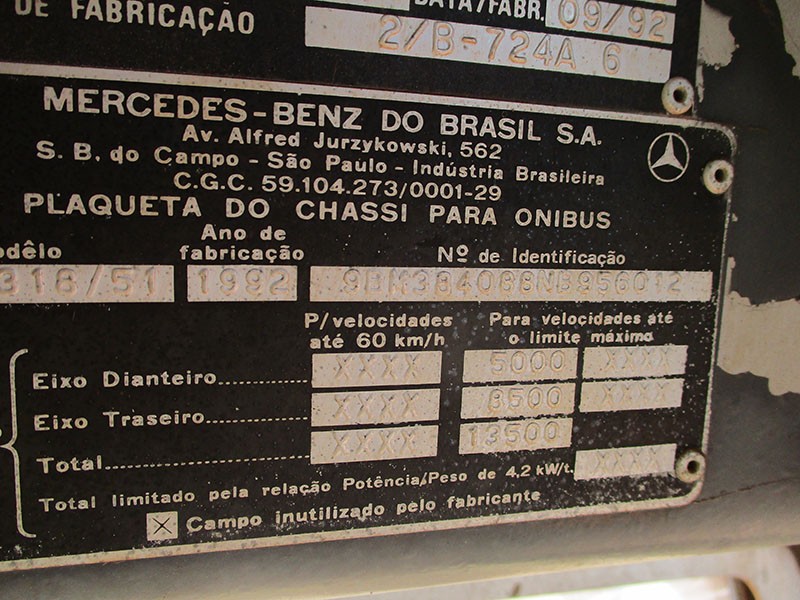 DE FABRICAÇÃO
DATA/FABR. 09/92
2/B-724A 6
MERCEDES-BENZ DO BRASIL S.A.
Av. Alfred Jurzykowski, 562
S. B. do Campo - São Paulo - Indústria Brasileira
C.G.C. 59.104.273/0001-29
PLAQUETA DO CHASSI PARA ONIBUS
Ano de fabricação
Nº de Identificação
1992
P/velocidades até 60 km/h
Para velocidades até o limite máximo
Eixo Dianteiro XXXX 5000 XXXX
Eixo Traseiro XXXX 8500 XXXX
Total XXXX 13500
Total limitado pela relação Potência/Peso de 4,2 kW/t. XXXX
X Campo inutilizado pelo fabricante